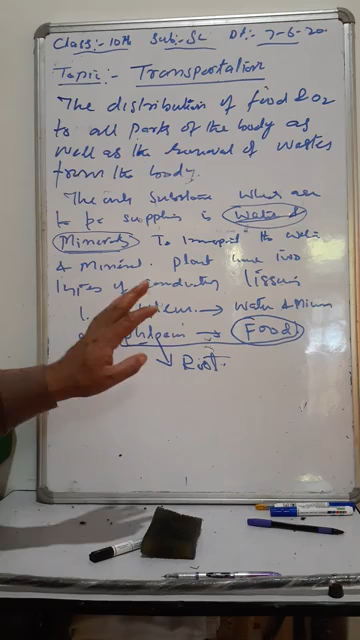 Class:- 10th Sub:- Sc Dt:- 7-6-20
Topic:- Transportation
The distribution of food & O2
to all parts of the body as
well as the removal of wastes
from the body.
The only substance what are
to be supplies is water &
Minerals To transport the water
& Mineral. plant have two
types of conducting tissues
1. → Water &
→ Food
Root.